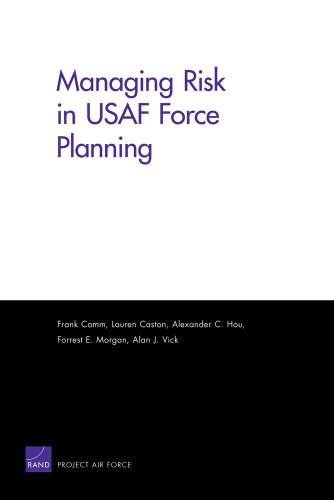 Managing Risk
in USAF Force
Planning
Frank Camm, Lauren Caston, Alexander C. Hou,
Forrest E. Morgan, Alan J. Vick
RAND
PROJECT AIR FORCE